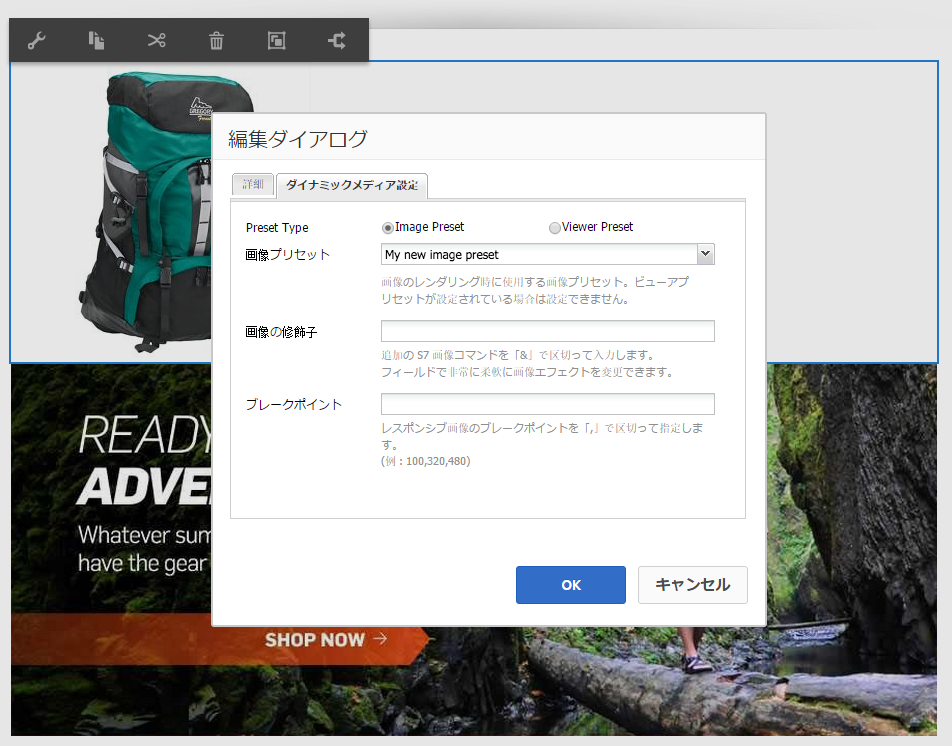 GREGORY
編集ダイアログ
詳細
ダイナミックメディア設定
Preset Type
Image Preset
Viewer Preset
画像プリセット
My new image preset
画像のレンダリング時に使用する画像プリセット。ビューアプ
リセットが設定されている場合は設定できません。
画像の修飾子
追加の S7 画像コマンドを「&」で区切って入力します。
フィールドで非常に柔軟に画像エフェクトを変更できます。
ブレークポイント
レスポンシブ画像のブレークポイントを「,」で区切って指定しま
す。
(例：100,320,480)
OK
キャンセル
READY
ADVE
Whatever sum
have the gear
SHOP NOW